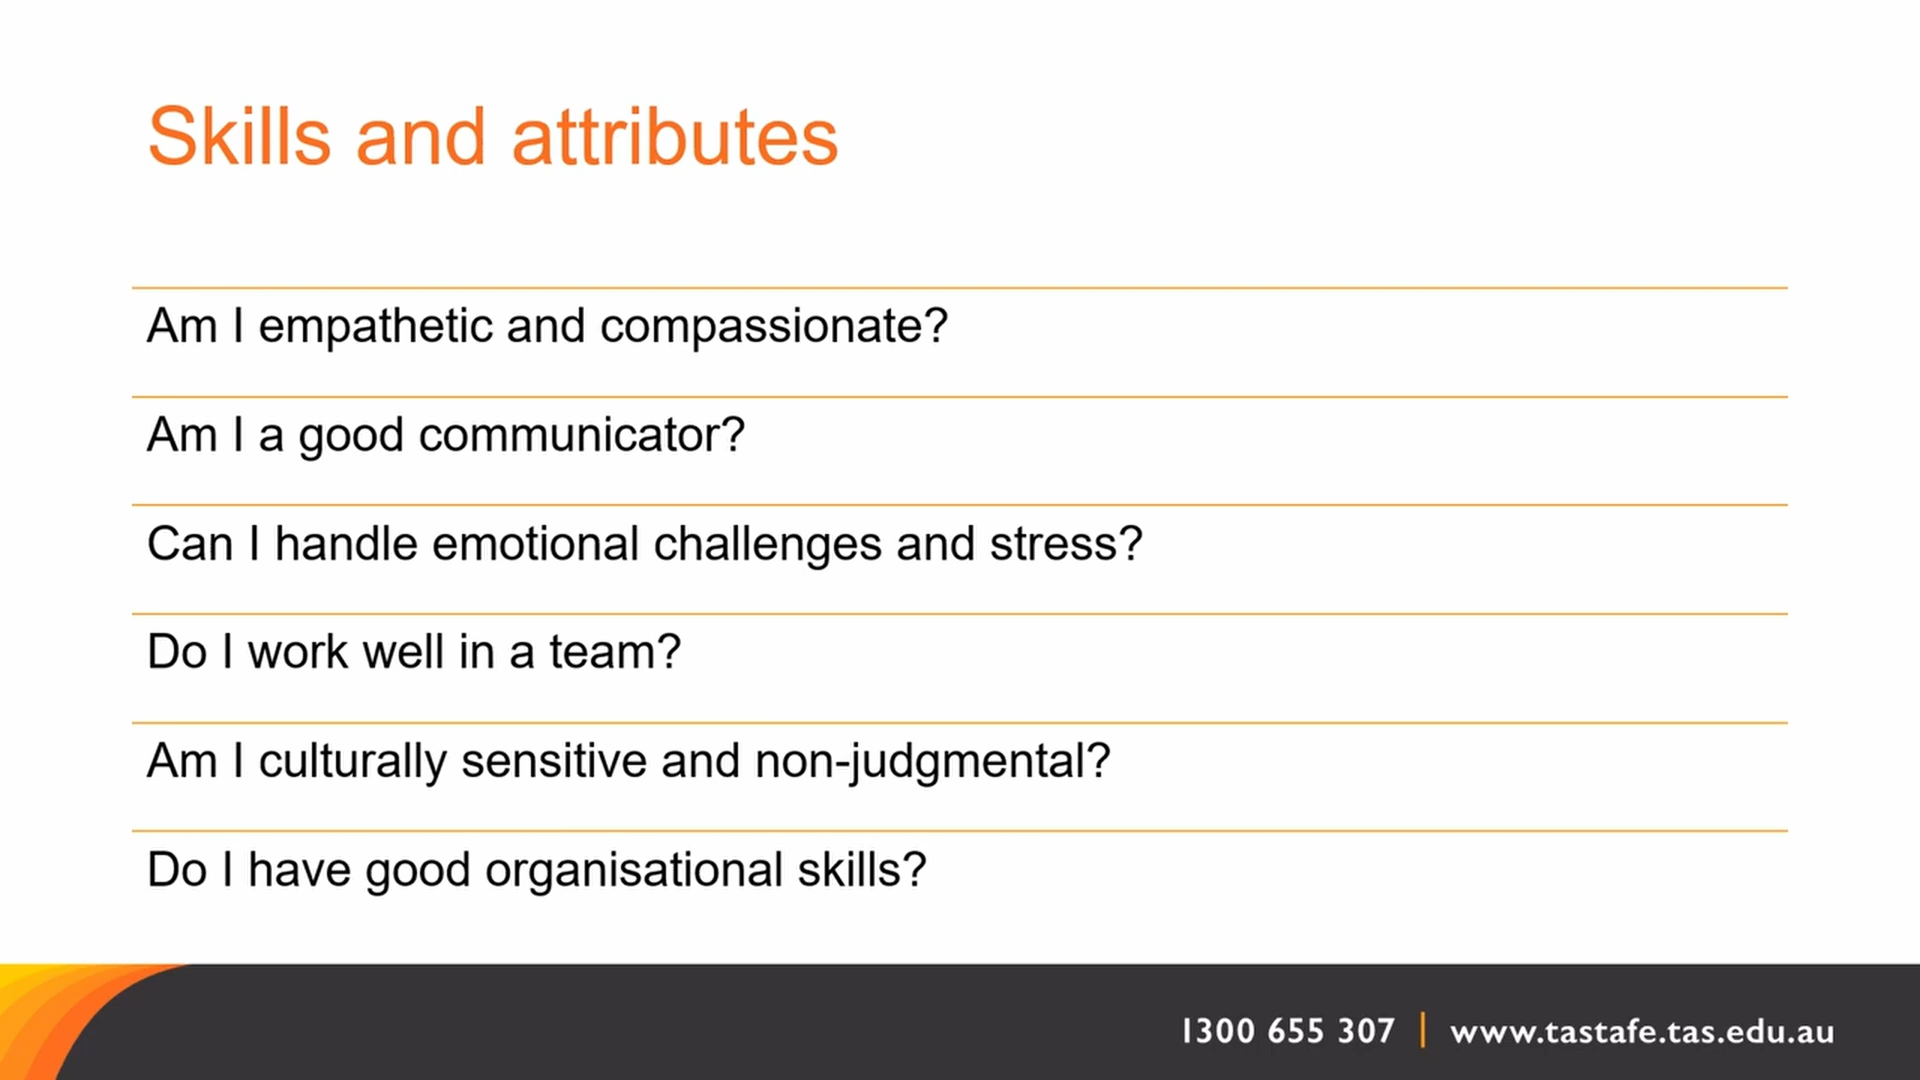 Skills and attributes
Am I empathetic and compassionate?
Am I a good communicator?
Can I handle emotional challenges and stress?
Do I work well in a team?
Am I culturally sensitive and non-judgmental?
Do I have good organisational skills?
1300 655 307 | www.tastafe.tas.edu.au